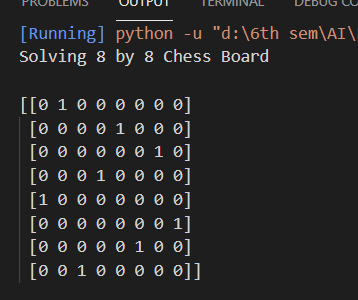 PROBLEMS OUTPUT TERMINAL DEBUG CO
[Running] python -u "d:\6th sem\AI\
Solving 8 by 8 Chess Board
[[0 1 0 0 0 0 0 0]
[0 0 0 0 1 0 0 0]
[0 0 0 0 0 0 1 0]
[0 0 0 1 0 0 0 0]
[1 0 0 0 0 0 0 0]
[0 0 0 0 0 0 0 1]
[0 0 0 0 0 1 0 0]
[0 0 1 0 0 0 0 0]]